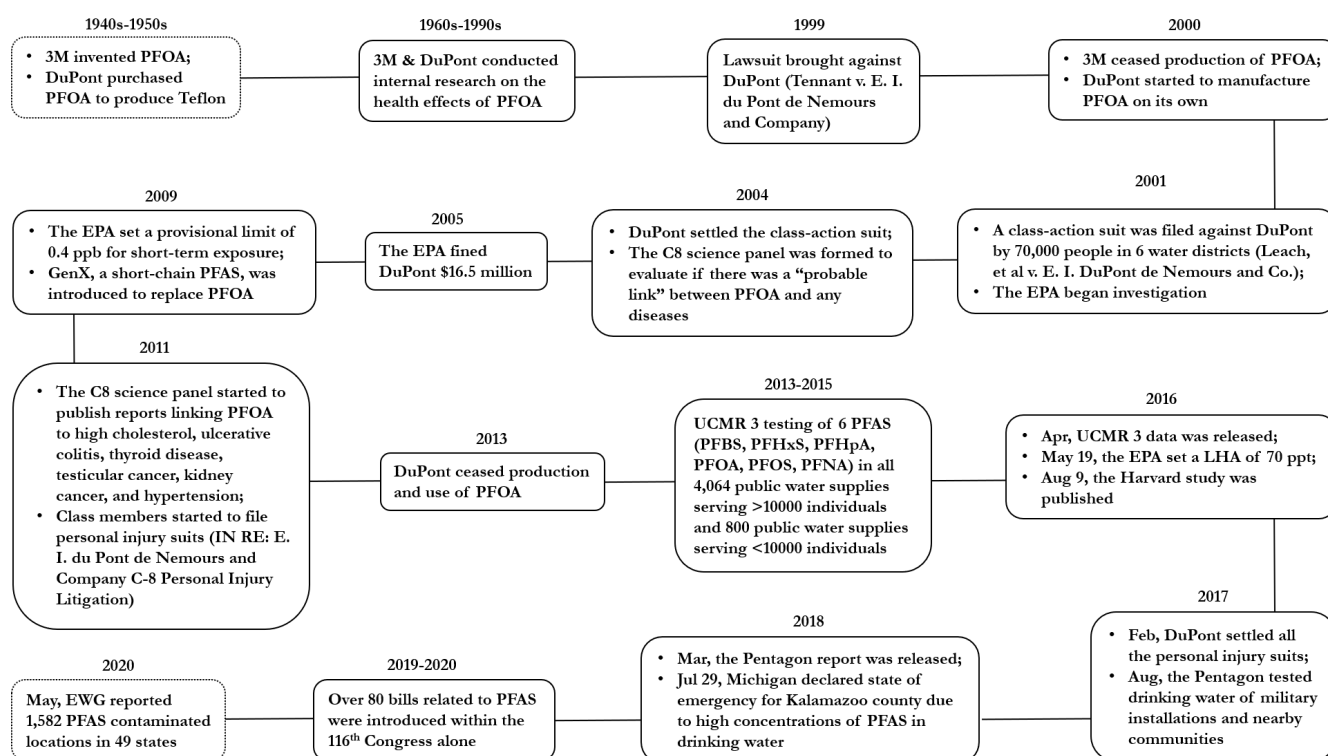 1940s-1950s
• 3M invented PFOA;
• DuPont purchased
PFOA to produce Teflon
1960s-1990s
3M & DuPont conducted
internal research on the
health effects of PFOA
1999
Lawsuit brought against
DuPont (Tennant v. E. I.
du Pont de Nemours
and Company)
2000
• 3M ceased production of PFOA;
• DuPont started to manufacture
PFOA on its own
2001
• A class-action suit was filed against DuPont
by 70,000 people in 6 water districts (Leach,
et al v. E. I. DuPont de Nemours and Co.);
• The EPA began investigation
2004
• DuPont settled the class-action suit;
• The C8 science panel was formed to
evaluate if there was a “probable
link” between PFOA and any
diseases
2005
The EPA fined
DuPont $16.5 million
2009
• The EPA set a provisional limit of
0.4 ppb for short-term exposure;
• GenX, a short-chain PFAS, was
introduced to replace PFOA
2011
• The C8 science panel started to
publish reports linking PFOA
to high cholesterol, ulcerative
colitis, thyroid disease,
testicular cancer, kidney
cancer, and hypertension;
• Class members started to file
personal injury suits (IN RE: E.
I. du Pont de Nemours and
Company C-8 Personal Injury
Litigation)
2013
DuPont ceased production
and use of PFOA
2013-2015
UCMR 3 testing of 6 PFAS
(PFBS, PFHxS, PFHpA,
PFOA, PFOS, PFNA) in all
4,064 public water supplies
serving >10000 individuals
and 800 public water supplies
serving <10000 individuals
2016
• Apr, UCMR 3 data was released;
• May 19, the EPA set a LHA of 70 ppt;
• Aug 9, the Harvard study was
published
2017
• Feb, DuPont settled all
the personal injury suits;
• Aug, the Pentagon tested
drinking water of military
installations and nearby
communities
2018
• Mar, the Pentagon report was released;
• Jul 29, Michigan declared state of
emergency for Kalamazoo county due
to high concentrations of PFAS in
drinking water
2019-2020
Over 80 bills related to PFAS
were introduced within the
116th Congress alone
2020
May, EWG reported
1,582 PFAS contaminated
locations in 49 states